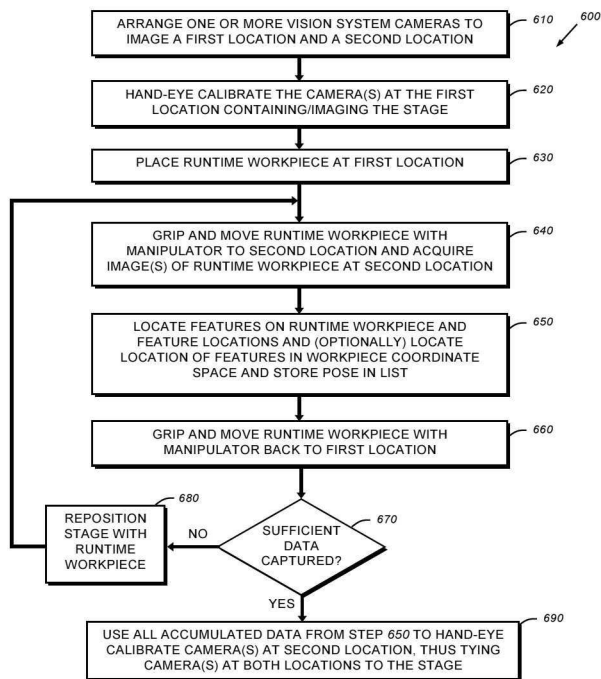 600
ARRANGE ONE OR MORE VISION SYSTEM CAMERAS TO
IMAGE A FIRST LOCATION AND A SECOND LOCATION
610
HAND-EYE CALIBRATE THE CAMERA(S) AT THE FIRST
LOCATION CONTAINING/IMAGING THE STAGE
620
PLACE RUNTIME WORKPIECE AT FIRST LOCATION
630
GRIP AND MOVE RUNTIME WORKPIECE WITH
MANIPULATOR TO SECOND LOCATION AND ACQUIRE
IMAGE(S) OF RUNTIME WORKPIECE AT SECOND LOCATION
640
LOCATE FEATURES ON RUNTIME WORKPIECE AND
FEATURE LOCATIONS AND (OPTIONALLY) LOCATE
LOCATION OF FEATURES IN WORKPIECE COORDINATE
SPACE AND STORE POSE IN LIST
650
GRIP AND MOVE RUNTIME WORKPIECE WITH
MANIPULATOR BACK TO FIRST LOCATION
660
SUFFICIENT
DATA
CAPTURED?
670
NO
REPOSITION
STAGE WITH
RUNTIME
WORKPIECE
680
YES
USE ALL ACCUMULATED DATA FROM STEP 650 TO HAND-EYE
CALIBRATE CAMERA(S) AT SECOND LOCATION, THUS TYING
CAMERA(S) AT BOTH LOCATIONS TO THE STAGE
690